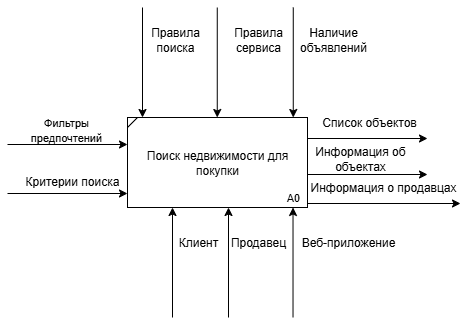 Правила
поиска
Правила
сервиса
Наличие
объявлений
Фильтры
предпочтений
Критерии поиска
Поиск недвижимости для
покупки
A0
Список объектов
Информация об
объектах
Информация о продавцах
Клиент
Продавец
Веб-приложение